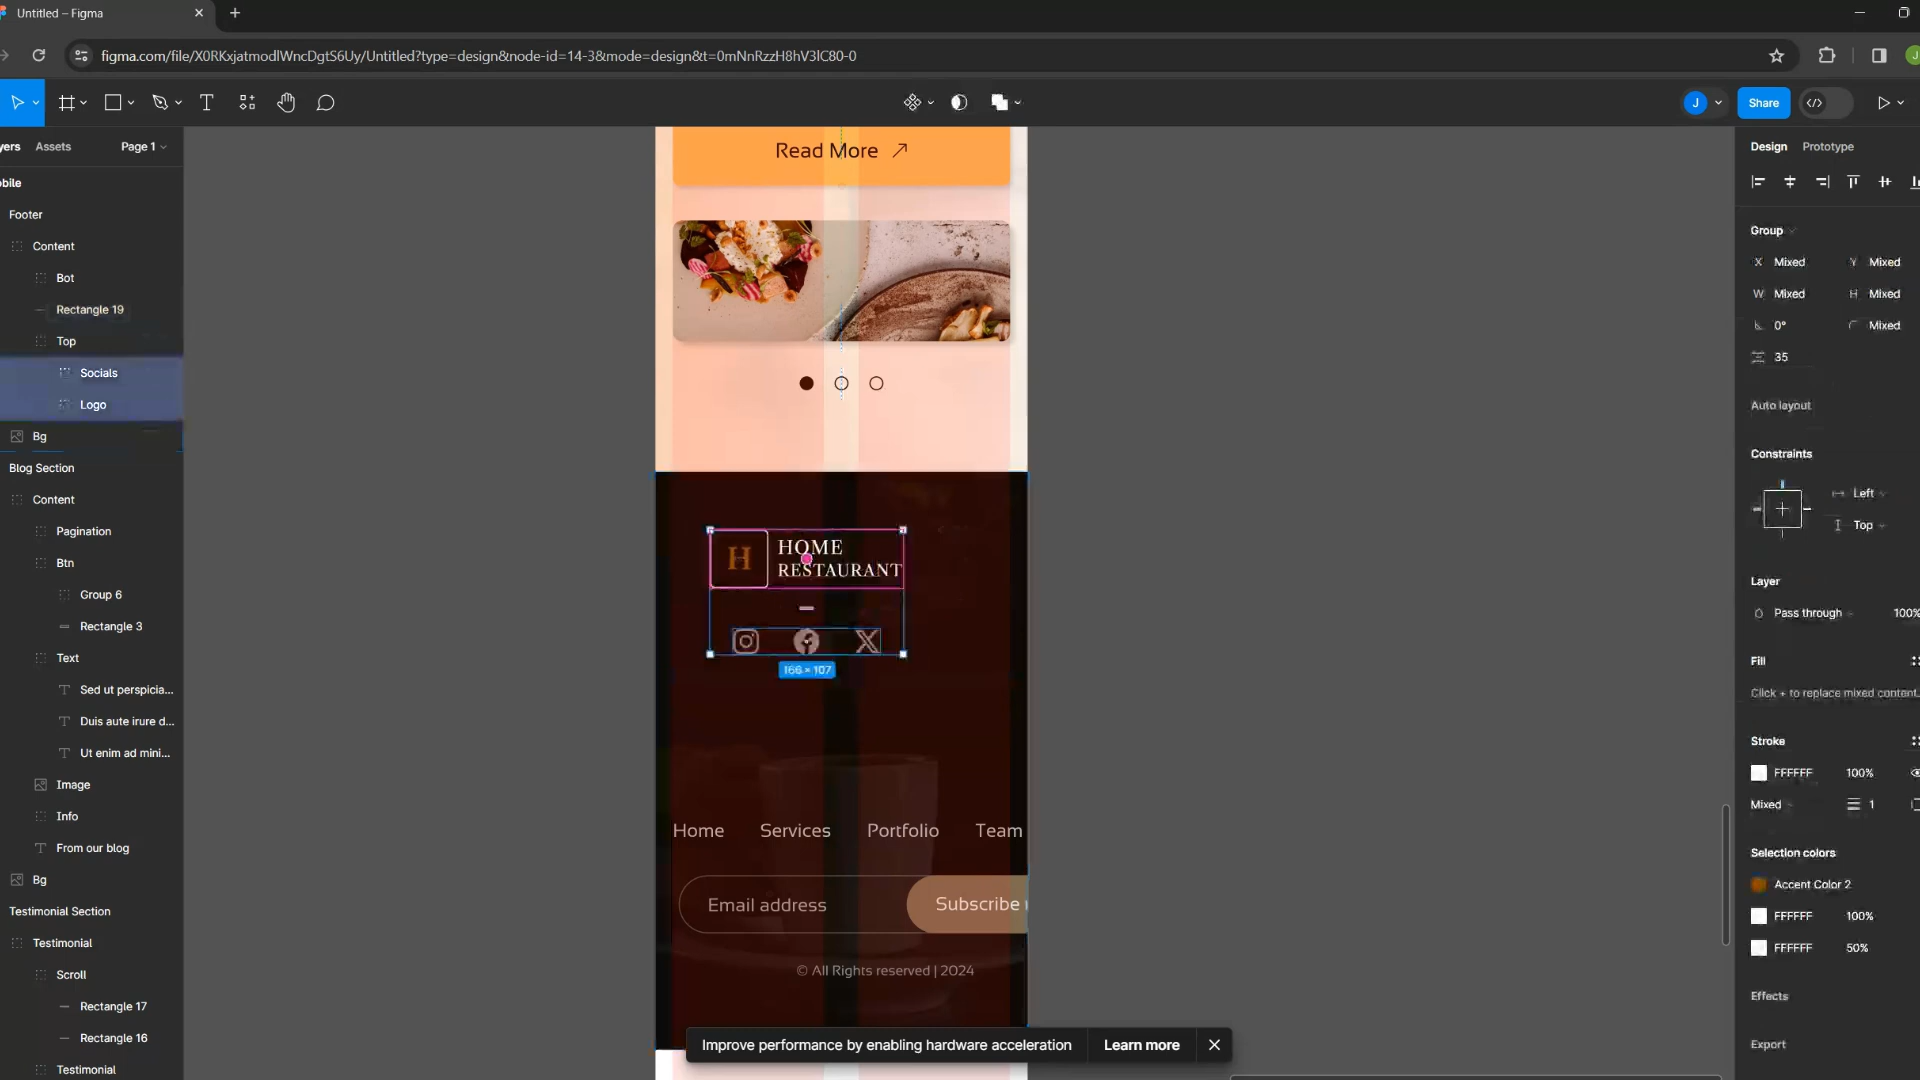 Untitled – Figma
figma.com/file/X0RKxjatmodlWncDgtS6Uy/Untitled?type=design&node-id=14-3&mode=design&t=0mNnRzzH8hV3lC80-0
J
J
Share
yers
Assets
Page 1
Design
Prototype
obile
Footer
Content
Bot
Rectangle 19
Top
Socials
Logo
Bg
Blog Section
Content
Pagination
Btn
Group 6
Rectangle 3
Text
Sed ut perspicia...
Duis aute irure d...
Ut enim ad mini...
Image
Info
From our blog
Bg
Testimonial Section
Testimonial
Scroll
Rectangle 17
Rectangle 16
Testimonial
Read More
H
HOME
RESTAURANT
166 × 107
Home Services Portfolio Team
Email address
Subscribe
© All Rights reserved | 2024
Improve performance by enabling hardware acceleration
Learn more
Group
X Mixed Y Mixed
W Mixed H Mixed
0° Mixed
35
Auto layout
Constraints
Left
Top
Layer
Pass through 100%
Fill
Click + to replace mixed content.
Stroke
FFFFFF 100%
Mixed 1
Selection colors
Accent Color 2
FFFFFF 100%
FFFFFF 50%
Effects
Export